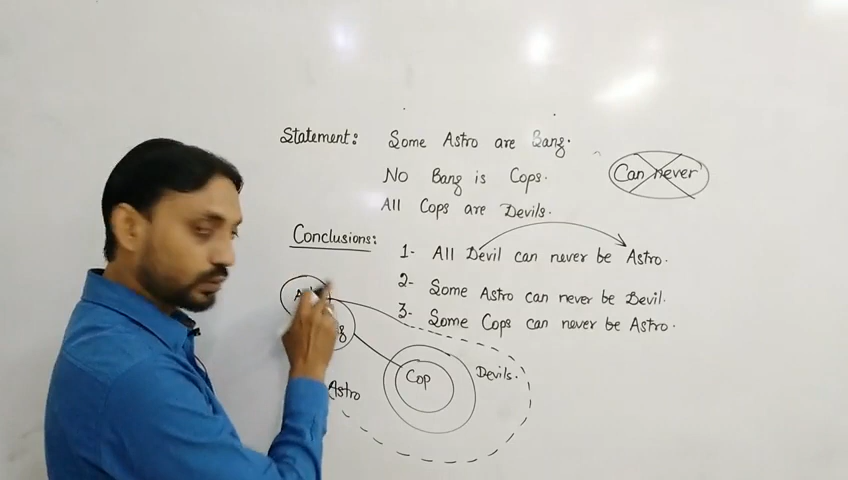 Statement: Some Astro are Bang.
No Bang is Cops.
Can never
All Cops are Devils.
Conclusions:
1- All Devil can never be Astro.
2- Some Astro can never be Devil.
3- Some Cops can never be Astro.
Cop
Devils.
Astro